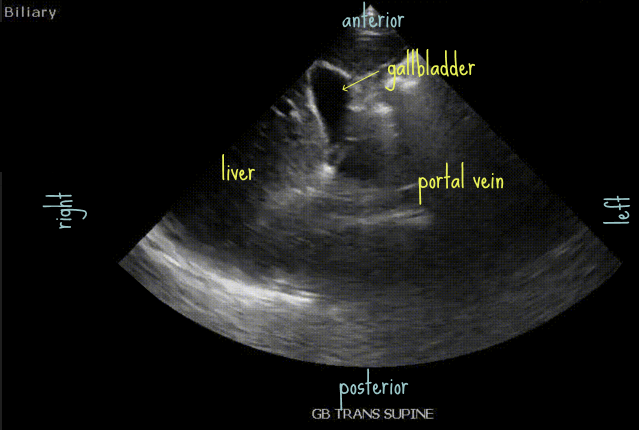 Biliary
anterior
gallbladder
liver
portal vein
right
left
posterior
GB TRANS SUPINE